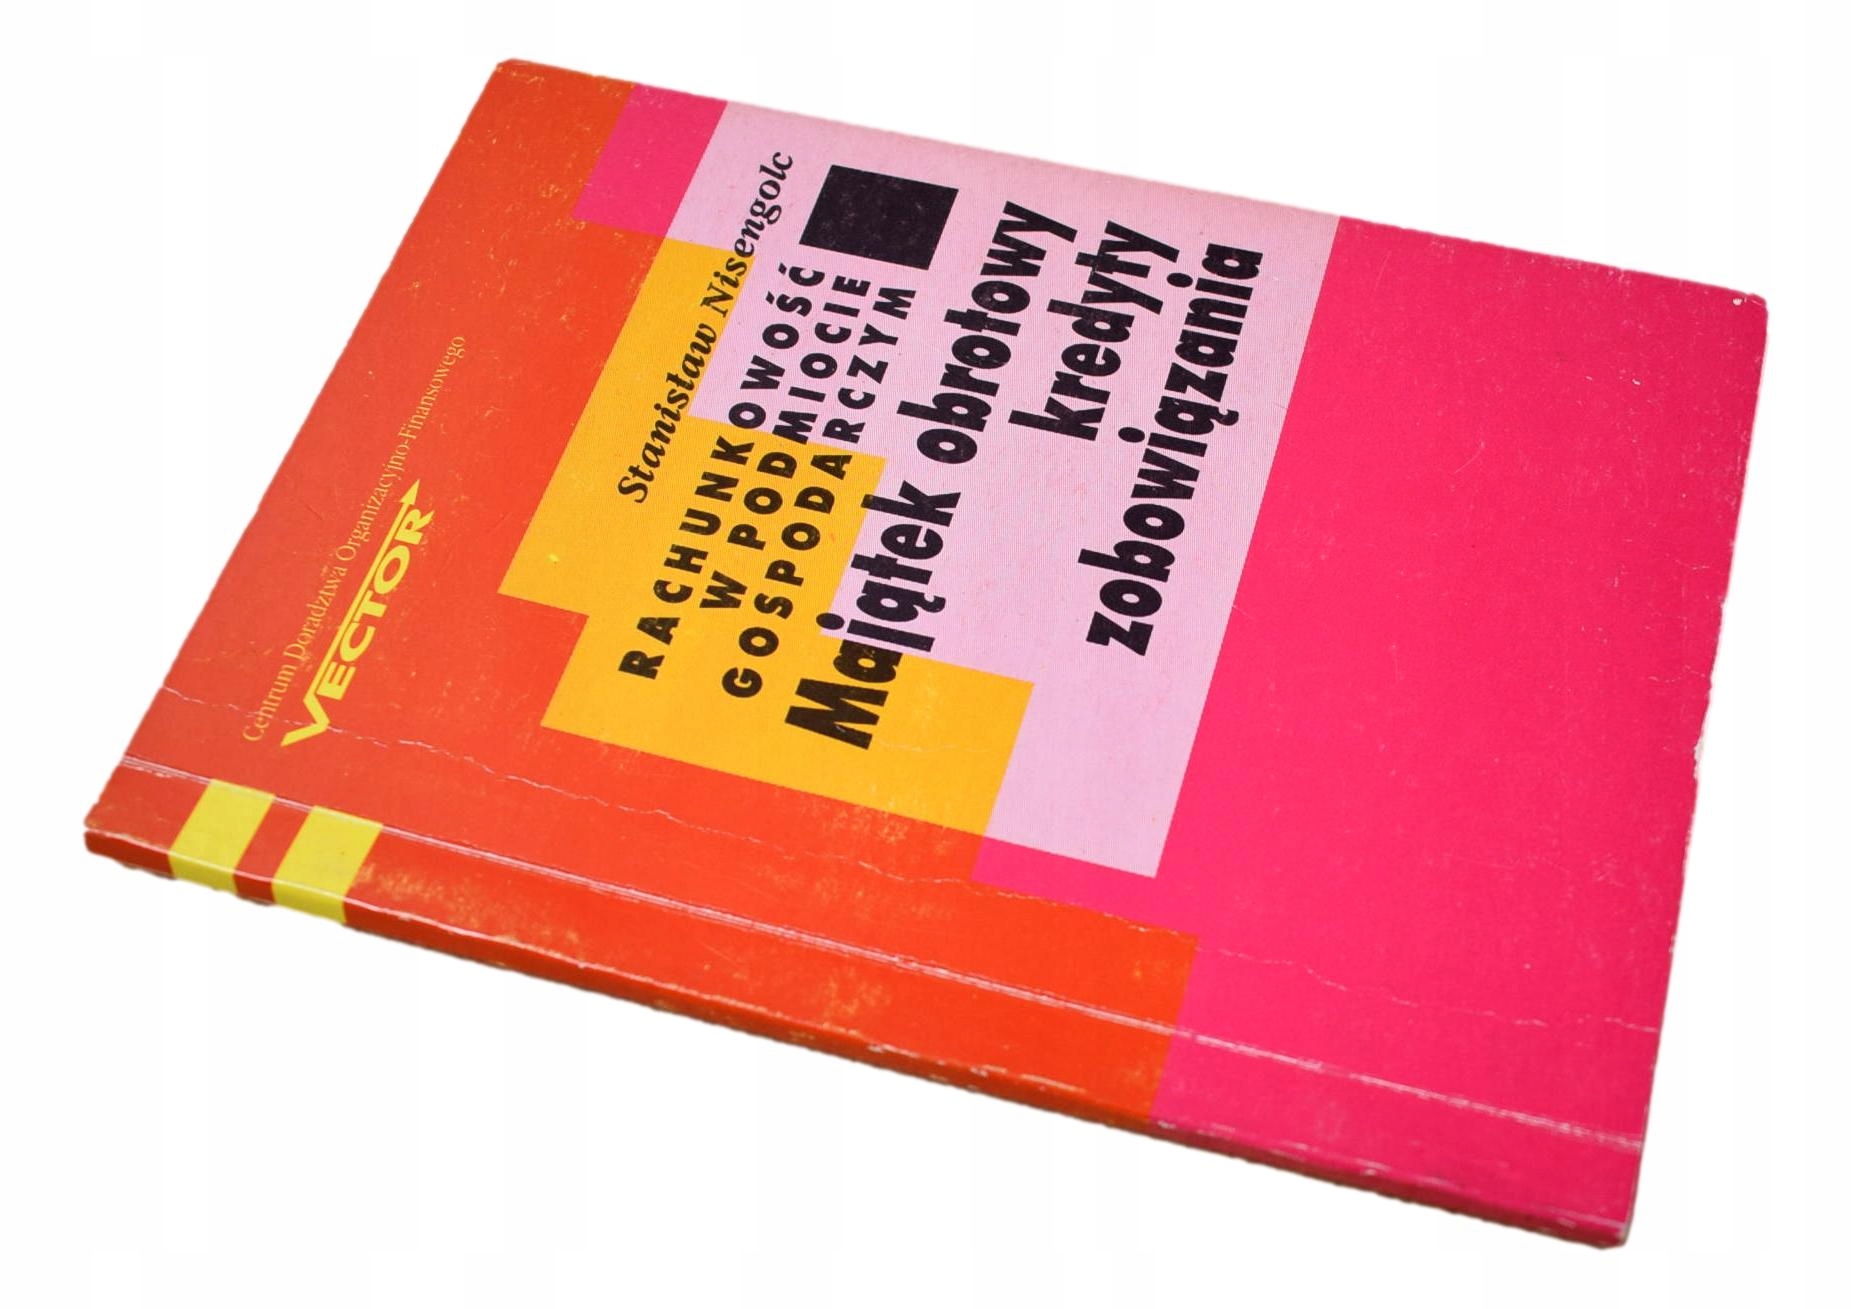 Centrum Doradztwa Organizacyjno-Finansowego
VECTOR
Stanisław Nisengolc
RACHUNKOWOŚĆ
W PODMIOCIE
GOSPODARCZYM
Majątek obrotowy
kredyty
zobowiązania